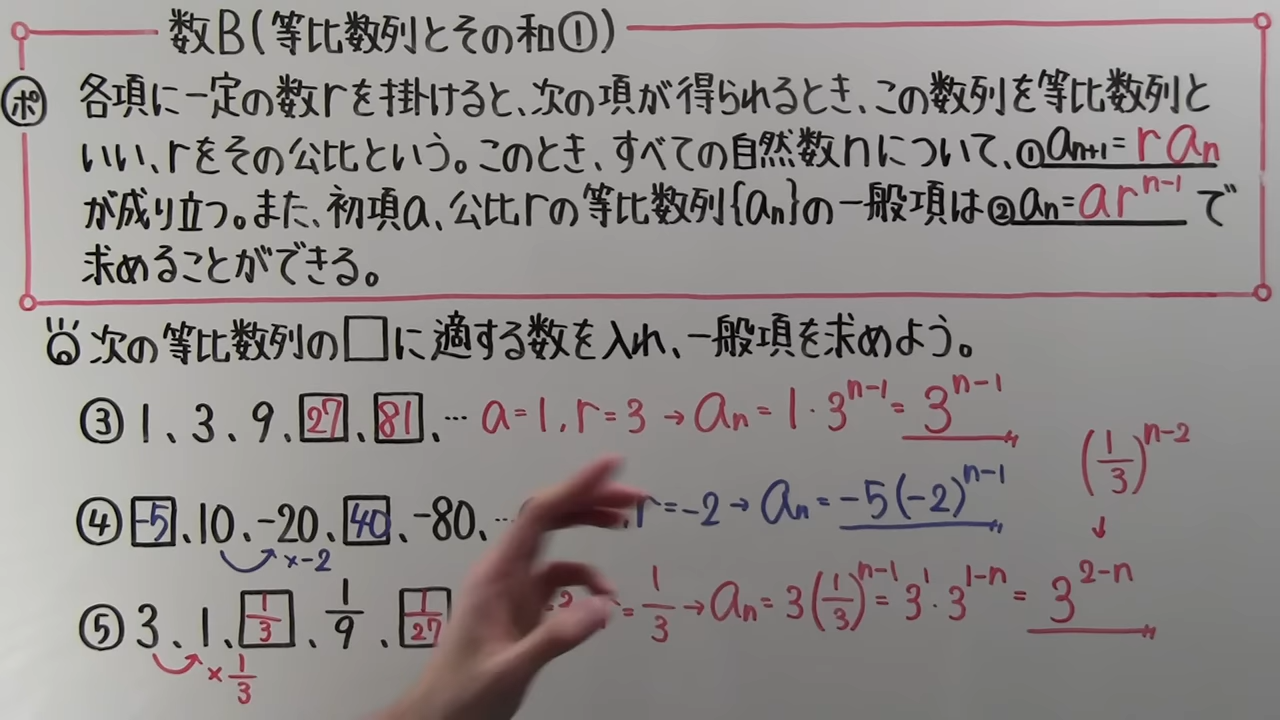 数B(等比数列とその和①)
ポ 各項に一定の数rを掛けると、次の項が得られるとき、この数列を等比数列と
いい、rをその公比という。このとき、すべての自然数nについて、①aₙ₊₁=raₙ
が成り立つ。また、初項a、公比rの等比数列{aₙ}の一般項は②aₙ=arⁿ⁻¹で
求めることができる。
次の等比数列の□に適する数を入れ、一般項を求めよう。
③ 1、3、9、27、81、… a=1, r=3 → aₙ=1·3ⁿ⁻¹=3ⁿ⁻¹
(1/3)ⁿ⁻²
↓
④ -5、10、-20、40、-80、… ,r=-2 → aₙ=-5(-2)ⁿ⁻¹
×-2
⑤ 3、1、1/3、1/9、1/27 =1/3 → aₙ=3(1/3)ⁿ⁻¹=3¹·3¹⁻ⁿ=3²⁻ⁿ
×1/3